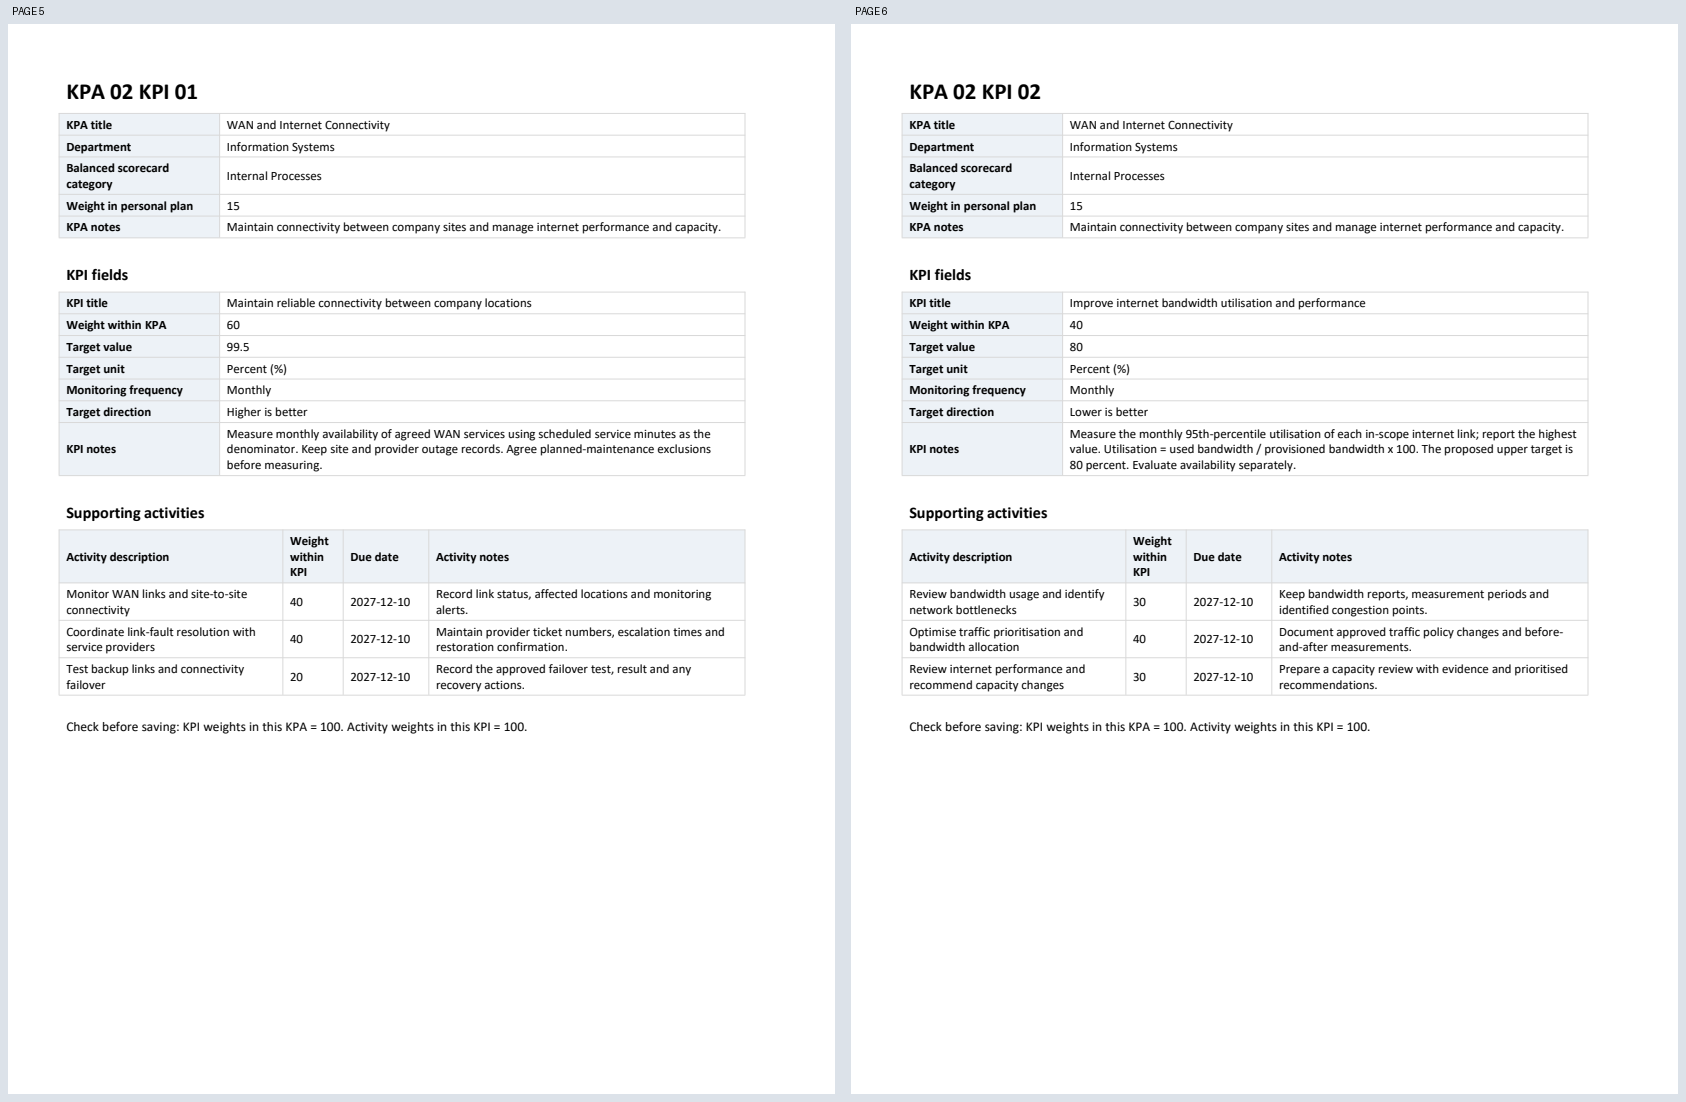 PAGE 5
KPA 02 KPI 01
KPA title WAN and Internet Connectivity
Department Information Systems
Balanced scorecard
category
Internal Processes
Weight in personal plan 15
KPA notes Maintain connectivity between company sites and manage internet performance and capacity.
KPI fields
KPI title Maintain reliable connectivity between company locations
Weight within KPA 60
Target value 99.5
Target unit Percent (%)
Monitoring frequency Monthly
Target direction Higher is better
KPI notes
Measure monthly availability of agreed WAN services using scheduled service minutes as the
denominator. Keep site and provider outage records. Agree planned-maintenance exclusions
before measuring.
Supporting activities
Activity description
Weight
within
KPI
Due date
Activity notes
Monitor WAN links and site-to-site
connectivity
40
2027-12-10
Record link status, affected locations and monitoring
alerts.
Coordinate link-fault resolution with
service providers
40
2027-12-10
Maintain provider ticket numbers, escalation times and
restoration confirmation.
Test backup links and connectivity
failover
20
2027-12-10
Record the approved failover test, result and any
recovery actions.
Check before saving: KPI weights in this KPA = 100. Activity weights in this KPI = 100.
PAGE 6
KPA 02 KPI 02
KPA title WAN and Internet Connectivity
Department Information Systems
Balanced scorecard
category
Internal Processes
Weight in personal plan 15
KPA notes Maintain connectivity between company sites and manage internet performance and capacity.
KPI fields
KPI title Improve internet bandwidth utilisation and performance
Weight within KPA 40
Target value 80
Target unit Percent (%)
Monitoring frequency Monthly
Target direction Lower is better
KPI notes
Measure the monthly 95th-percentile utilisation of each in-scope internet link; report the highest
value. Utilisation = used bandwidth / provisioned bandwidth x 100. The proposed upper target is
80 percent. Evaluate availability separately.
Supporting activities
Activity description
Weight
within
KPI
Due date
Activity notes
Review bandwidth usage and identify
network bottlenecks
30
2027-12-10
Keep bandwidth reports, measurement periods and
identified congestion points.
Optimise traffic prioritisation and
bandwidth allocation
40
2027-12-10
Document approved traffic policy changes and before-
and-after measurements.
Review internet performance and
recommend capacity changes
30
2027-12-10
Prepare a capacity review with evidence and prioritised
recommendations.
Check before saving: KPI weights in this KPA = 100. Activity weights in this KPI = 100.